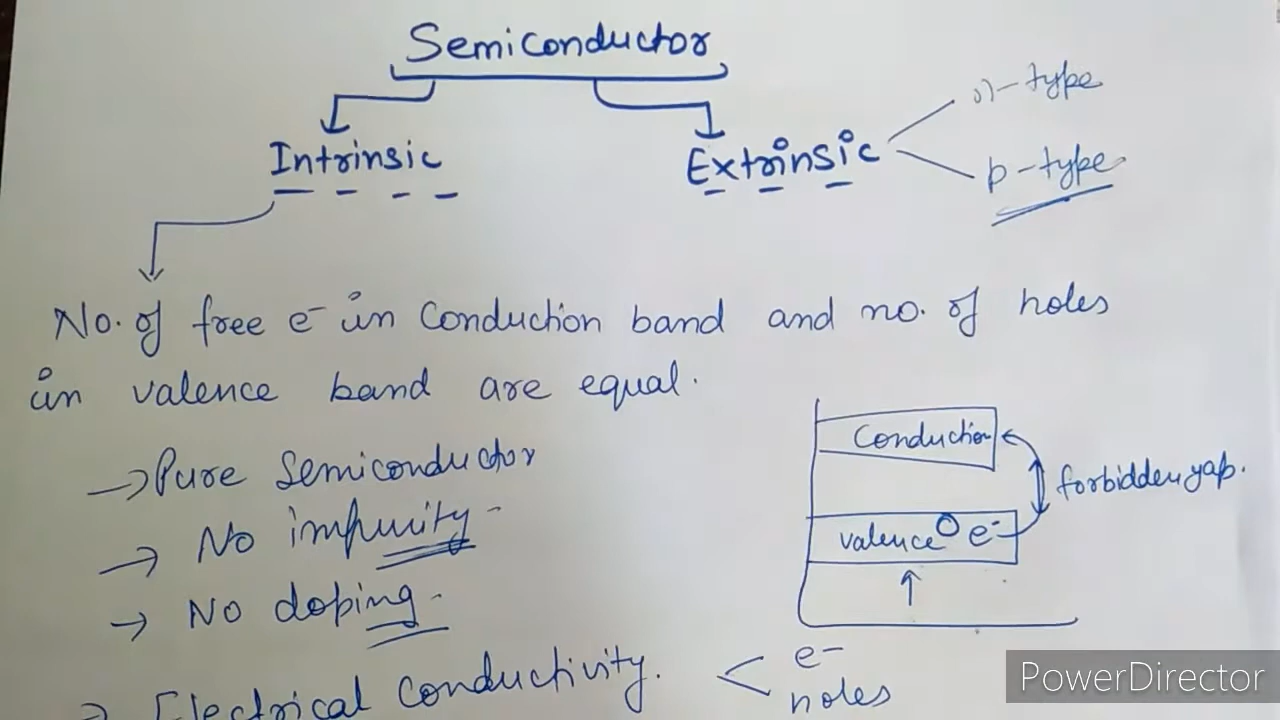 Semiconductor
Intrinsic
Extrinsic
n-type
p-type
No. of free e- in Conduction band and no. of holes
in valence band are equal.
→ Pure Semiconductor
→ No impurity.
→ No doping.
Conduction
forbidden gap.
valence e-
→ Electrical Conductivity. < e-
holes
PowerDirector